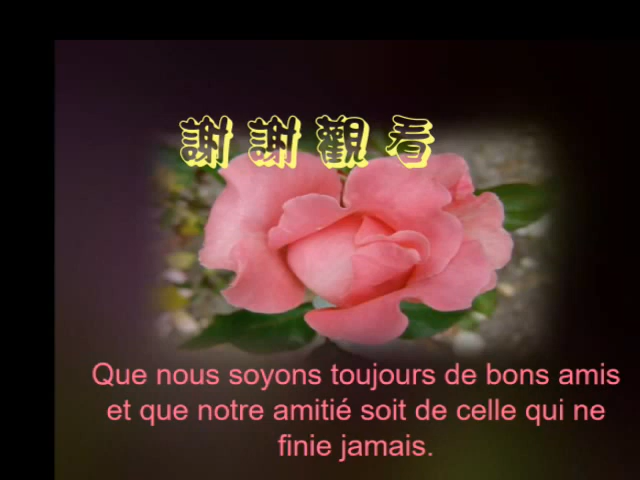 謝謝觀看
Que nous soyons toujours de bons amis
et que notre amitié soit de celle qui ne
finie jamais.